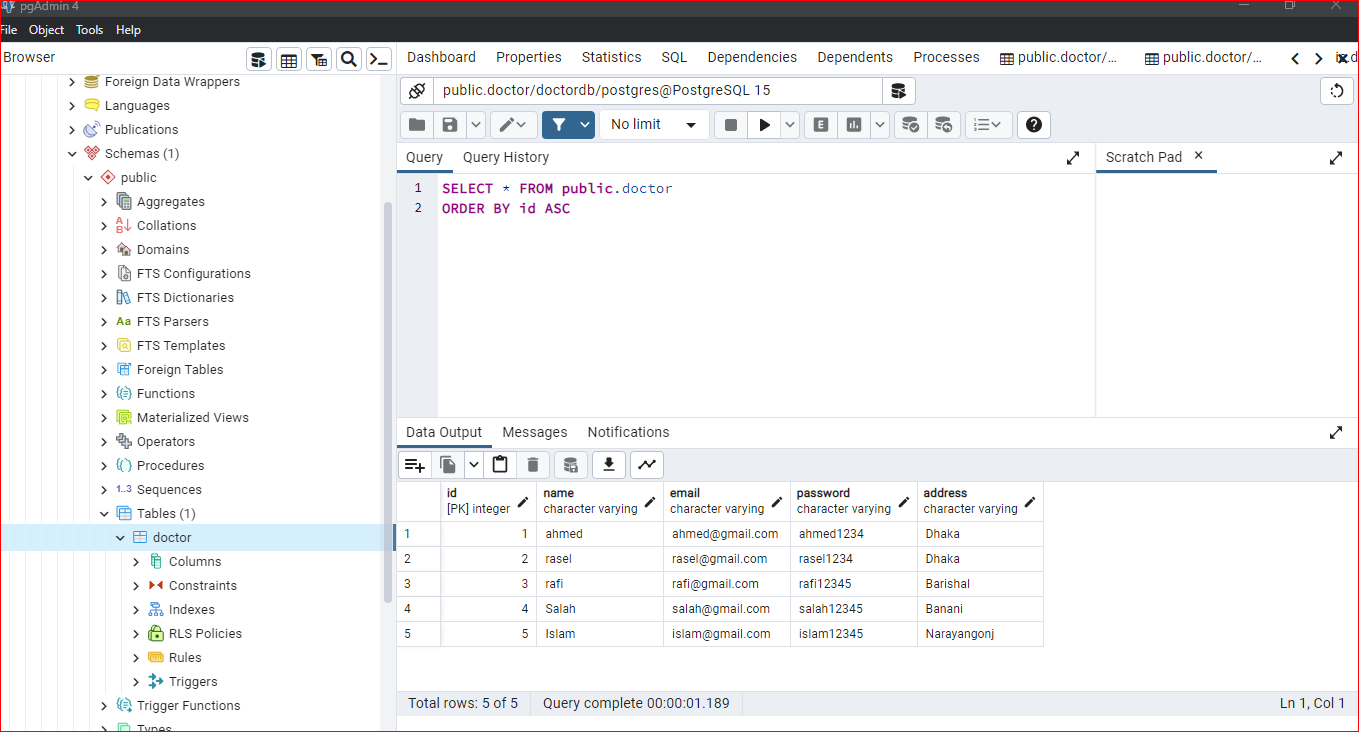 pgAdmin 4
File Object Tools Help
Browser
Dashboard Properties Statistics SQL Dependencies Dependents Processes public.doctor/... public.doctor/...
Foreign Data Wrappers
Languages
Publications
Schemas (1)
public
Aggregates
Collations
Domains
FTS Configurations
FTS Dictionaries
Aa FTS Parsers
FTS Templates
Foreign Tables
Functions
Materialized Views
Operators
Procedures
1..3 Sequences
Tables (1)
doctor
Columns
Constraints
Indexes
RLS Policies
Rules
Triggers
Trigger Functions
Types
public.doctor/doctordb/postgres@PostgreSQL 15
No limit E
Query Query History
Scratch Pad
1 SELECT * FROM public.doctor
2 ORDER BY id ASC
Data Output Messages Notifications
id name email password address
[PK] integer character varying character varying character varying character varying
1 1 ahmed ahmed@gmail.com ahmed1234 Dhaka
2 2 rasel rasel@gmail.com rasel1234 Dhaka
3 3 rafi rafi@gmail.com rafi12345 Barishal
4 4 Salah salah@gmail.com salah12345 Banani
5 5 Islam islam@gmail.com islam12345 Narayangonj
Total rows: 5 of 5 Query complete 00:00:01.189 Ln 1, Col 1